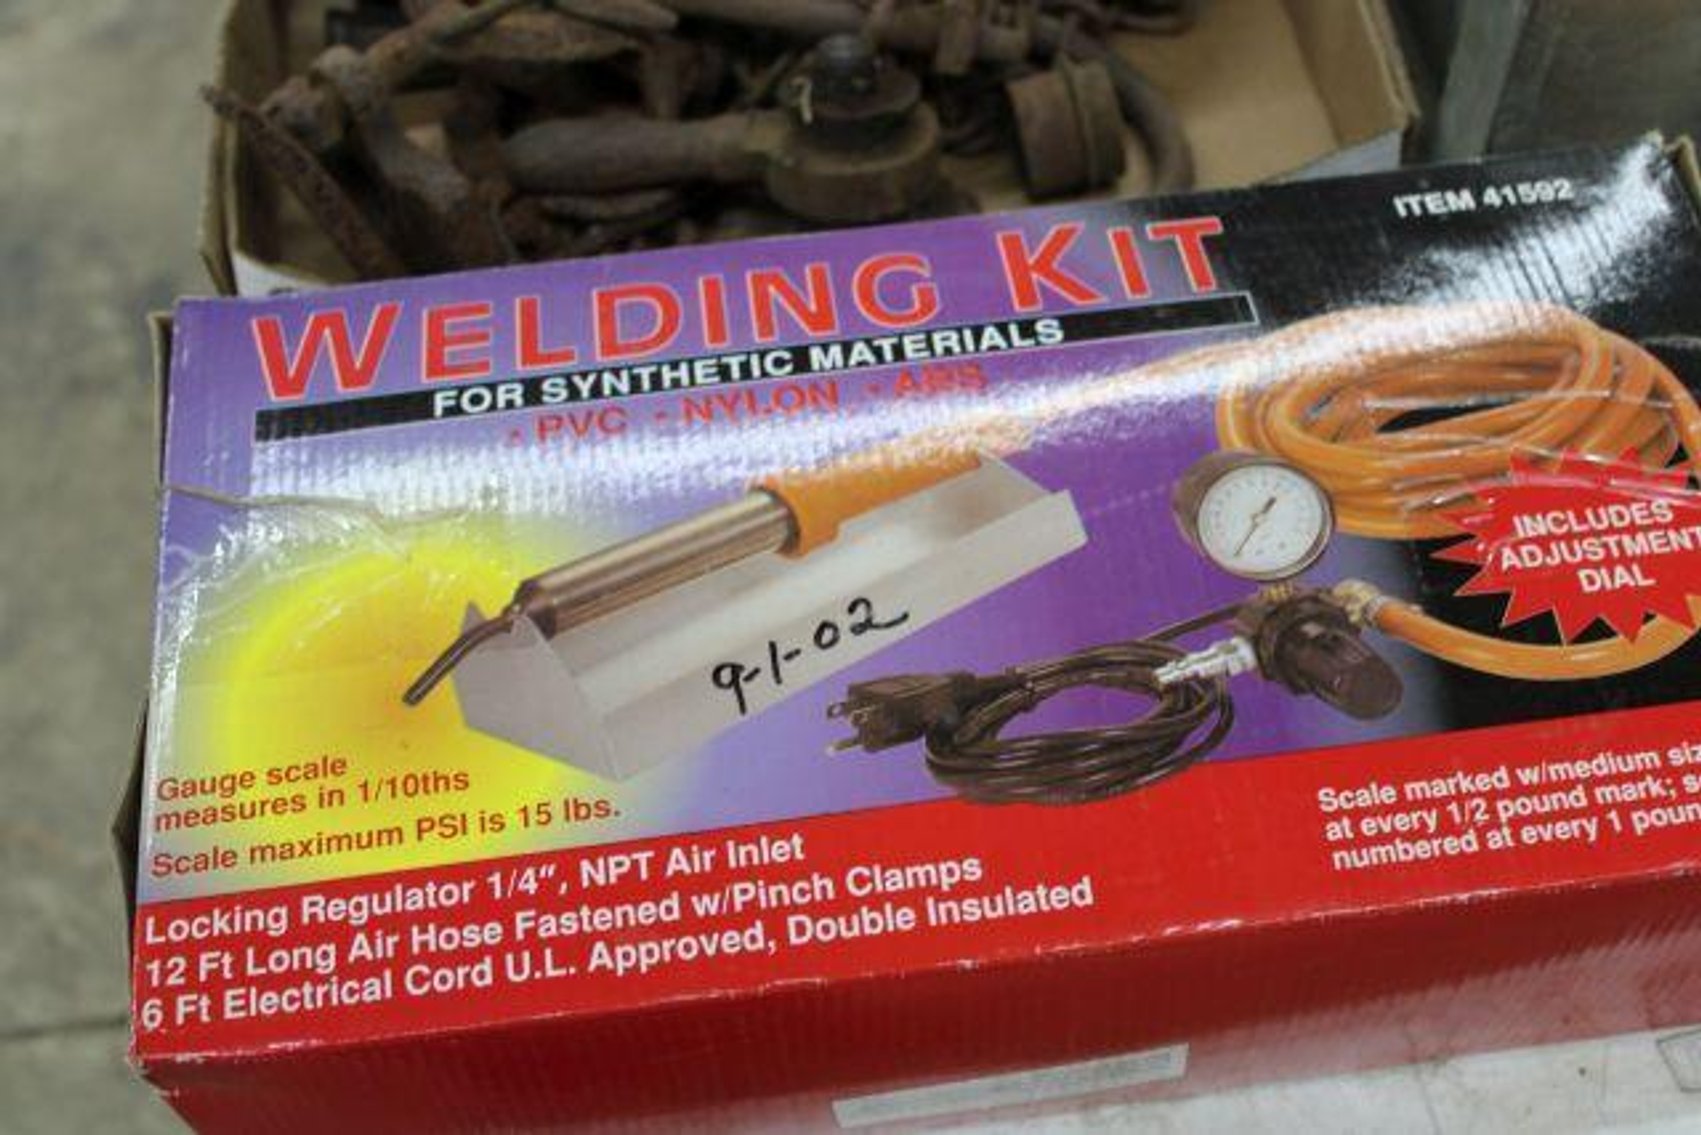 ITEM 41592
WELDING KIT
FOR SYNTHETIC MATERIALS
• PVC • NYLON • ABS
INCLUDES
ADJUSTMENT
DIAL
9-1-02
Gauge scale
measures in 1/10ths
Scale maximum PSI is 15 lbs.
Locking Regulator 1/4", NPT Air Inlet
12 Ft Long Air Hose Fastened w/Pinch Clamps
6 Ft Electrical Cord U.L. Approved, Double Insulated
Scale marked w/medium
at every 1/2 pound mark;
numbered at every 1